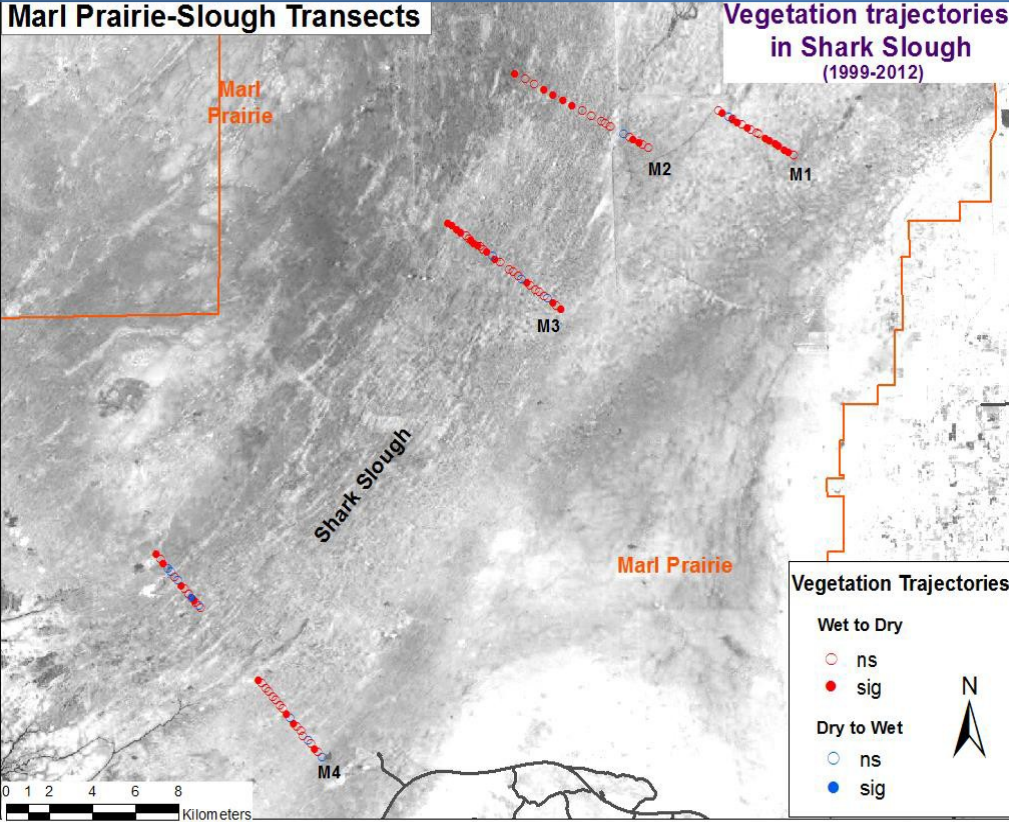 Marl Prairie-Slough Transects
Vegetation trajectories
in Shark Slough
(1999-2012)
Marl
Prairie
M2
M1
M3
Shark Slough
Marl Prairie
M4
Vegetation Trajectories
Wet to Dry
ns
sig
Dry to Wet
ns
sig
N
0 1 2 4 6 8
Kilometers